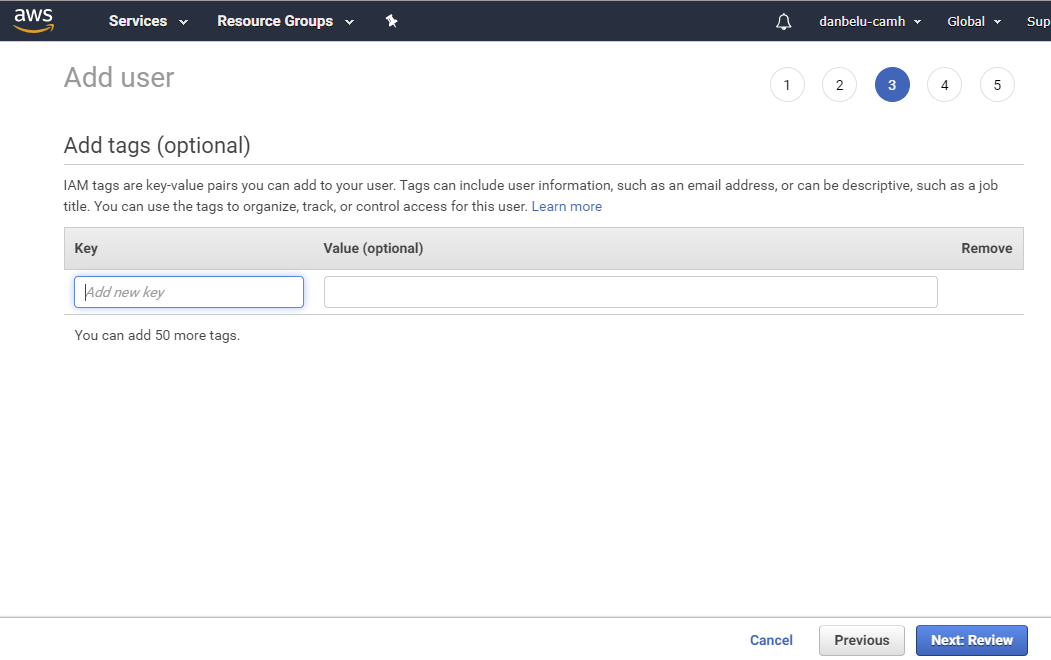 aws Services Resource Groups danbelu-camh Global Sup
Add user 1 2 3 4 5
Add tags (optional)
IAM tags are key-value pairs you can add to your user. Tags can include user information, such as an email address, or can be descriptive, such as a job
title. You can use the tags to organize, track, or control access for this user. Learn more
Key Value (optional) Remove
Add new key
You can add 50 more tags.
Cancel Previous Next: Review